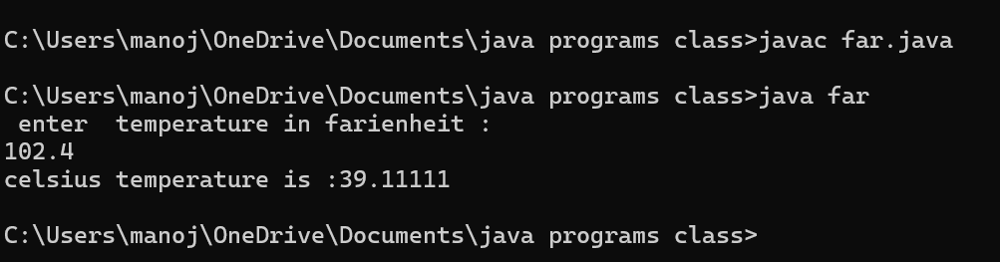 C:\Users\manoj\OneDrive\Documents\java programs class>javac far.java
C:\Users\manoj\OneDrive\Documents\java programs class>java far
 enter  temperature in farienheit :
102.4
celsius temperature is :39.11111
C:\Users\manoj\OneDrive\Documents\java programs class>